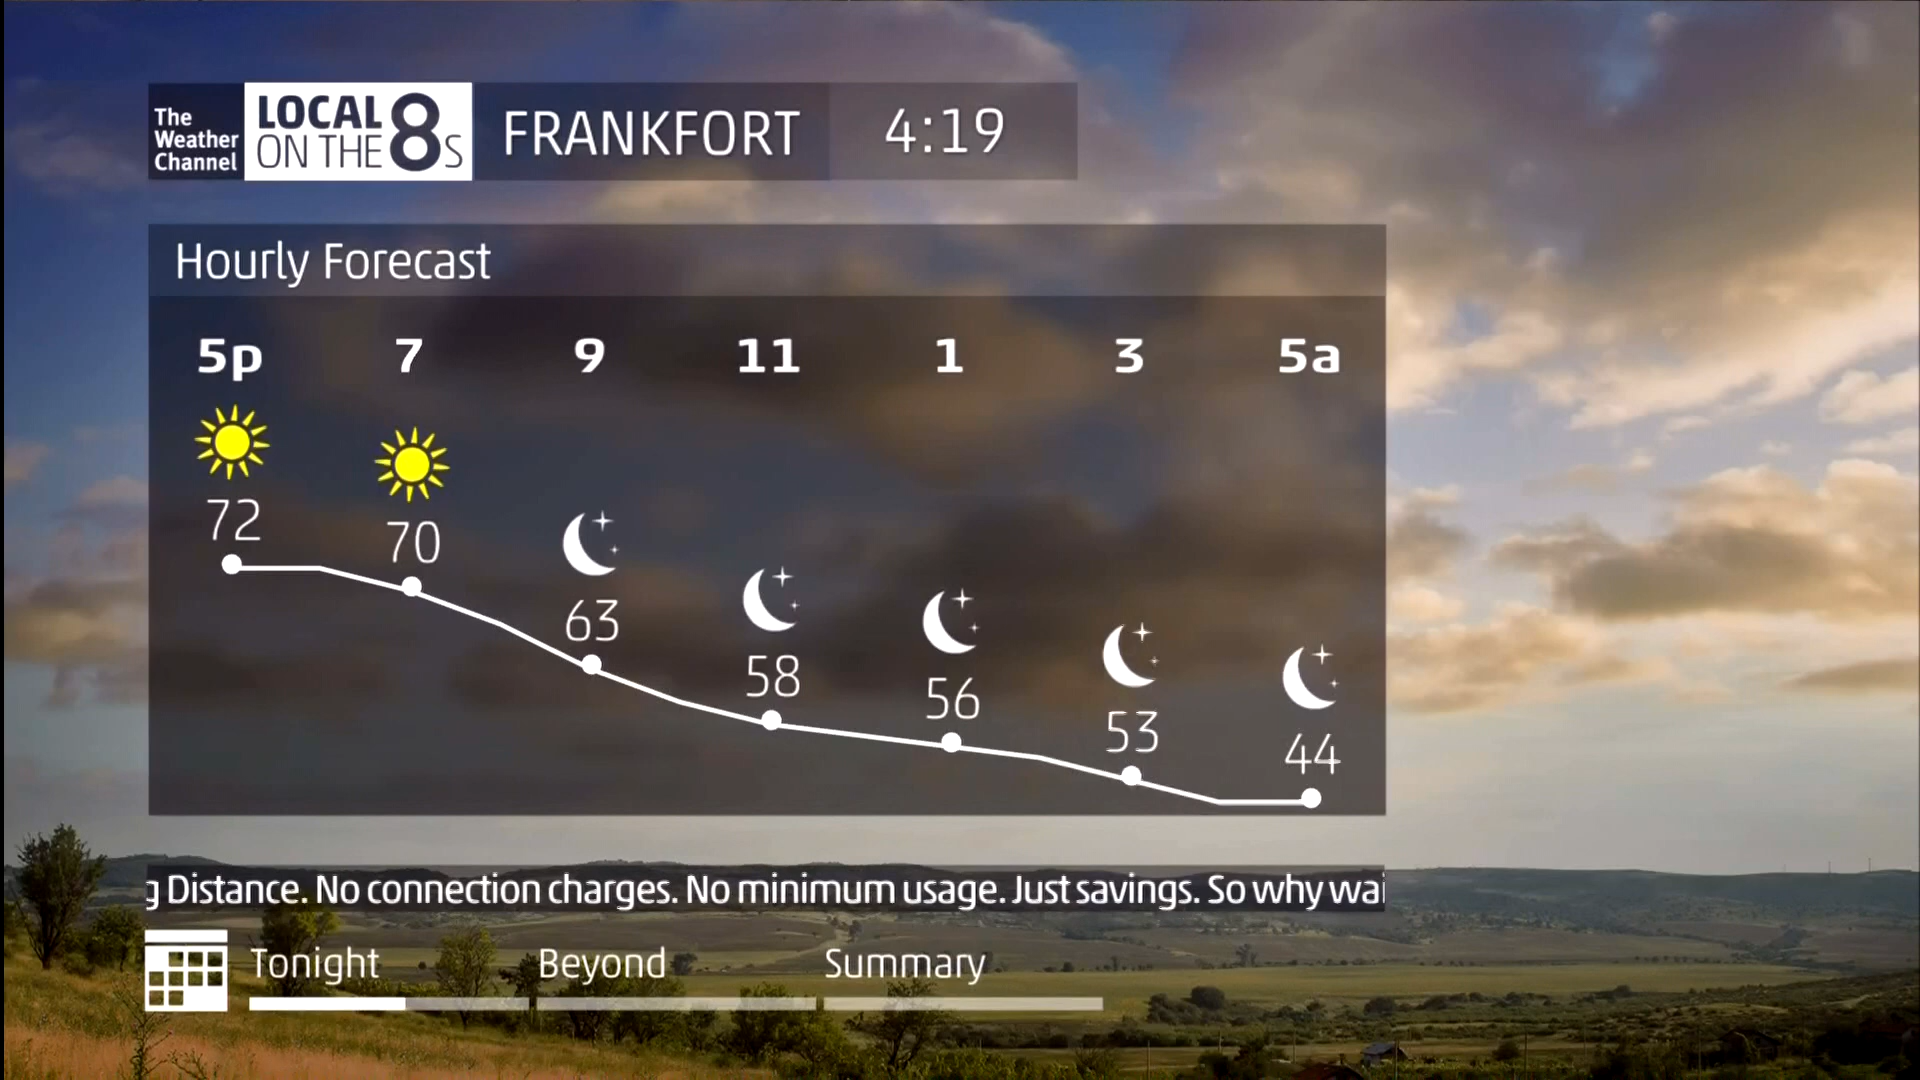 The
Weather
Channel
LOCAL
ON THE 8s
FRANKFORT
4:19
Hourly Forecast
5p 7 9 11 1 3 5a
72 70 63 58 56 53 44
g Distance. No connection charges. No minimum usage. Just savings. So why wai
Tonight Beyond Summary